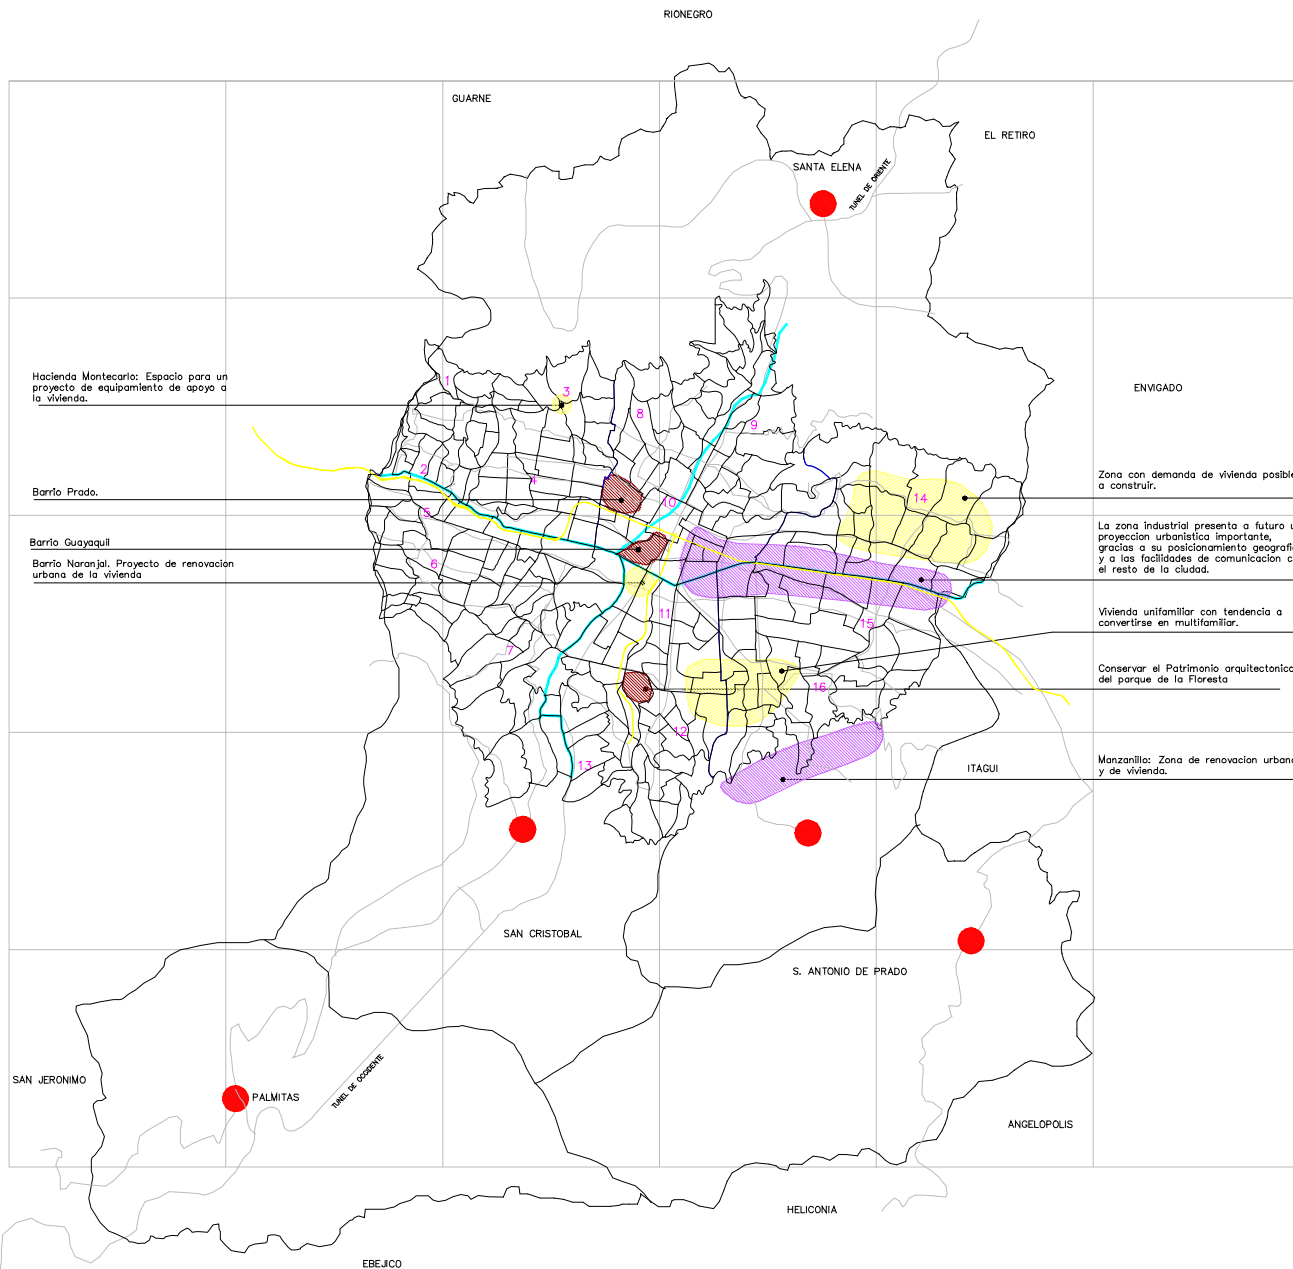 RIONEGRO
GUARNE
EL RETIRO
SANTA ELENA
TUNEL DE ORIENTE
Hacienda Montecarlo: Espacio para un
proyecto de equipamiento de apoyo a
la vivienda.
1
3
8
9
ENVIGADO
2
4
10
14
Zona con demanda de vivienda posible
a construir.
Barrio Prado.
5
La zona industrial presenta a futuro u
proyeccion urbanistica importante,
gracias a su posicionamiento geografi
y a las facilidades de comunicacion c
el resto de la ciudad.
Barrio Guayaquil
Barrio Naranjal. Proyecto de renovacion
urbana de la vivienda
6
11
15
Vivienda unifamiliar con tendencia a
convertirse en multifamiliar.
7
16
Conservar el Patrimonio arquitectonico
del parque de la Floresta
12
13
ITAGUI
Manzanillo: Zona de renovacion urbana
y de vivienda.
SAN CRISTOBAL
S. ANTONIO DE PRADO
SAN JERONIMO
PALMITAS
TUNEL DE OCCIDENTE
ANGELOPOLIS
HELICONIA
EBEJICO